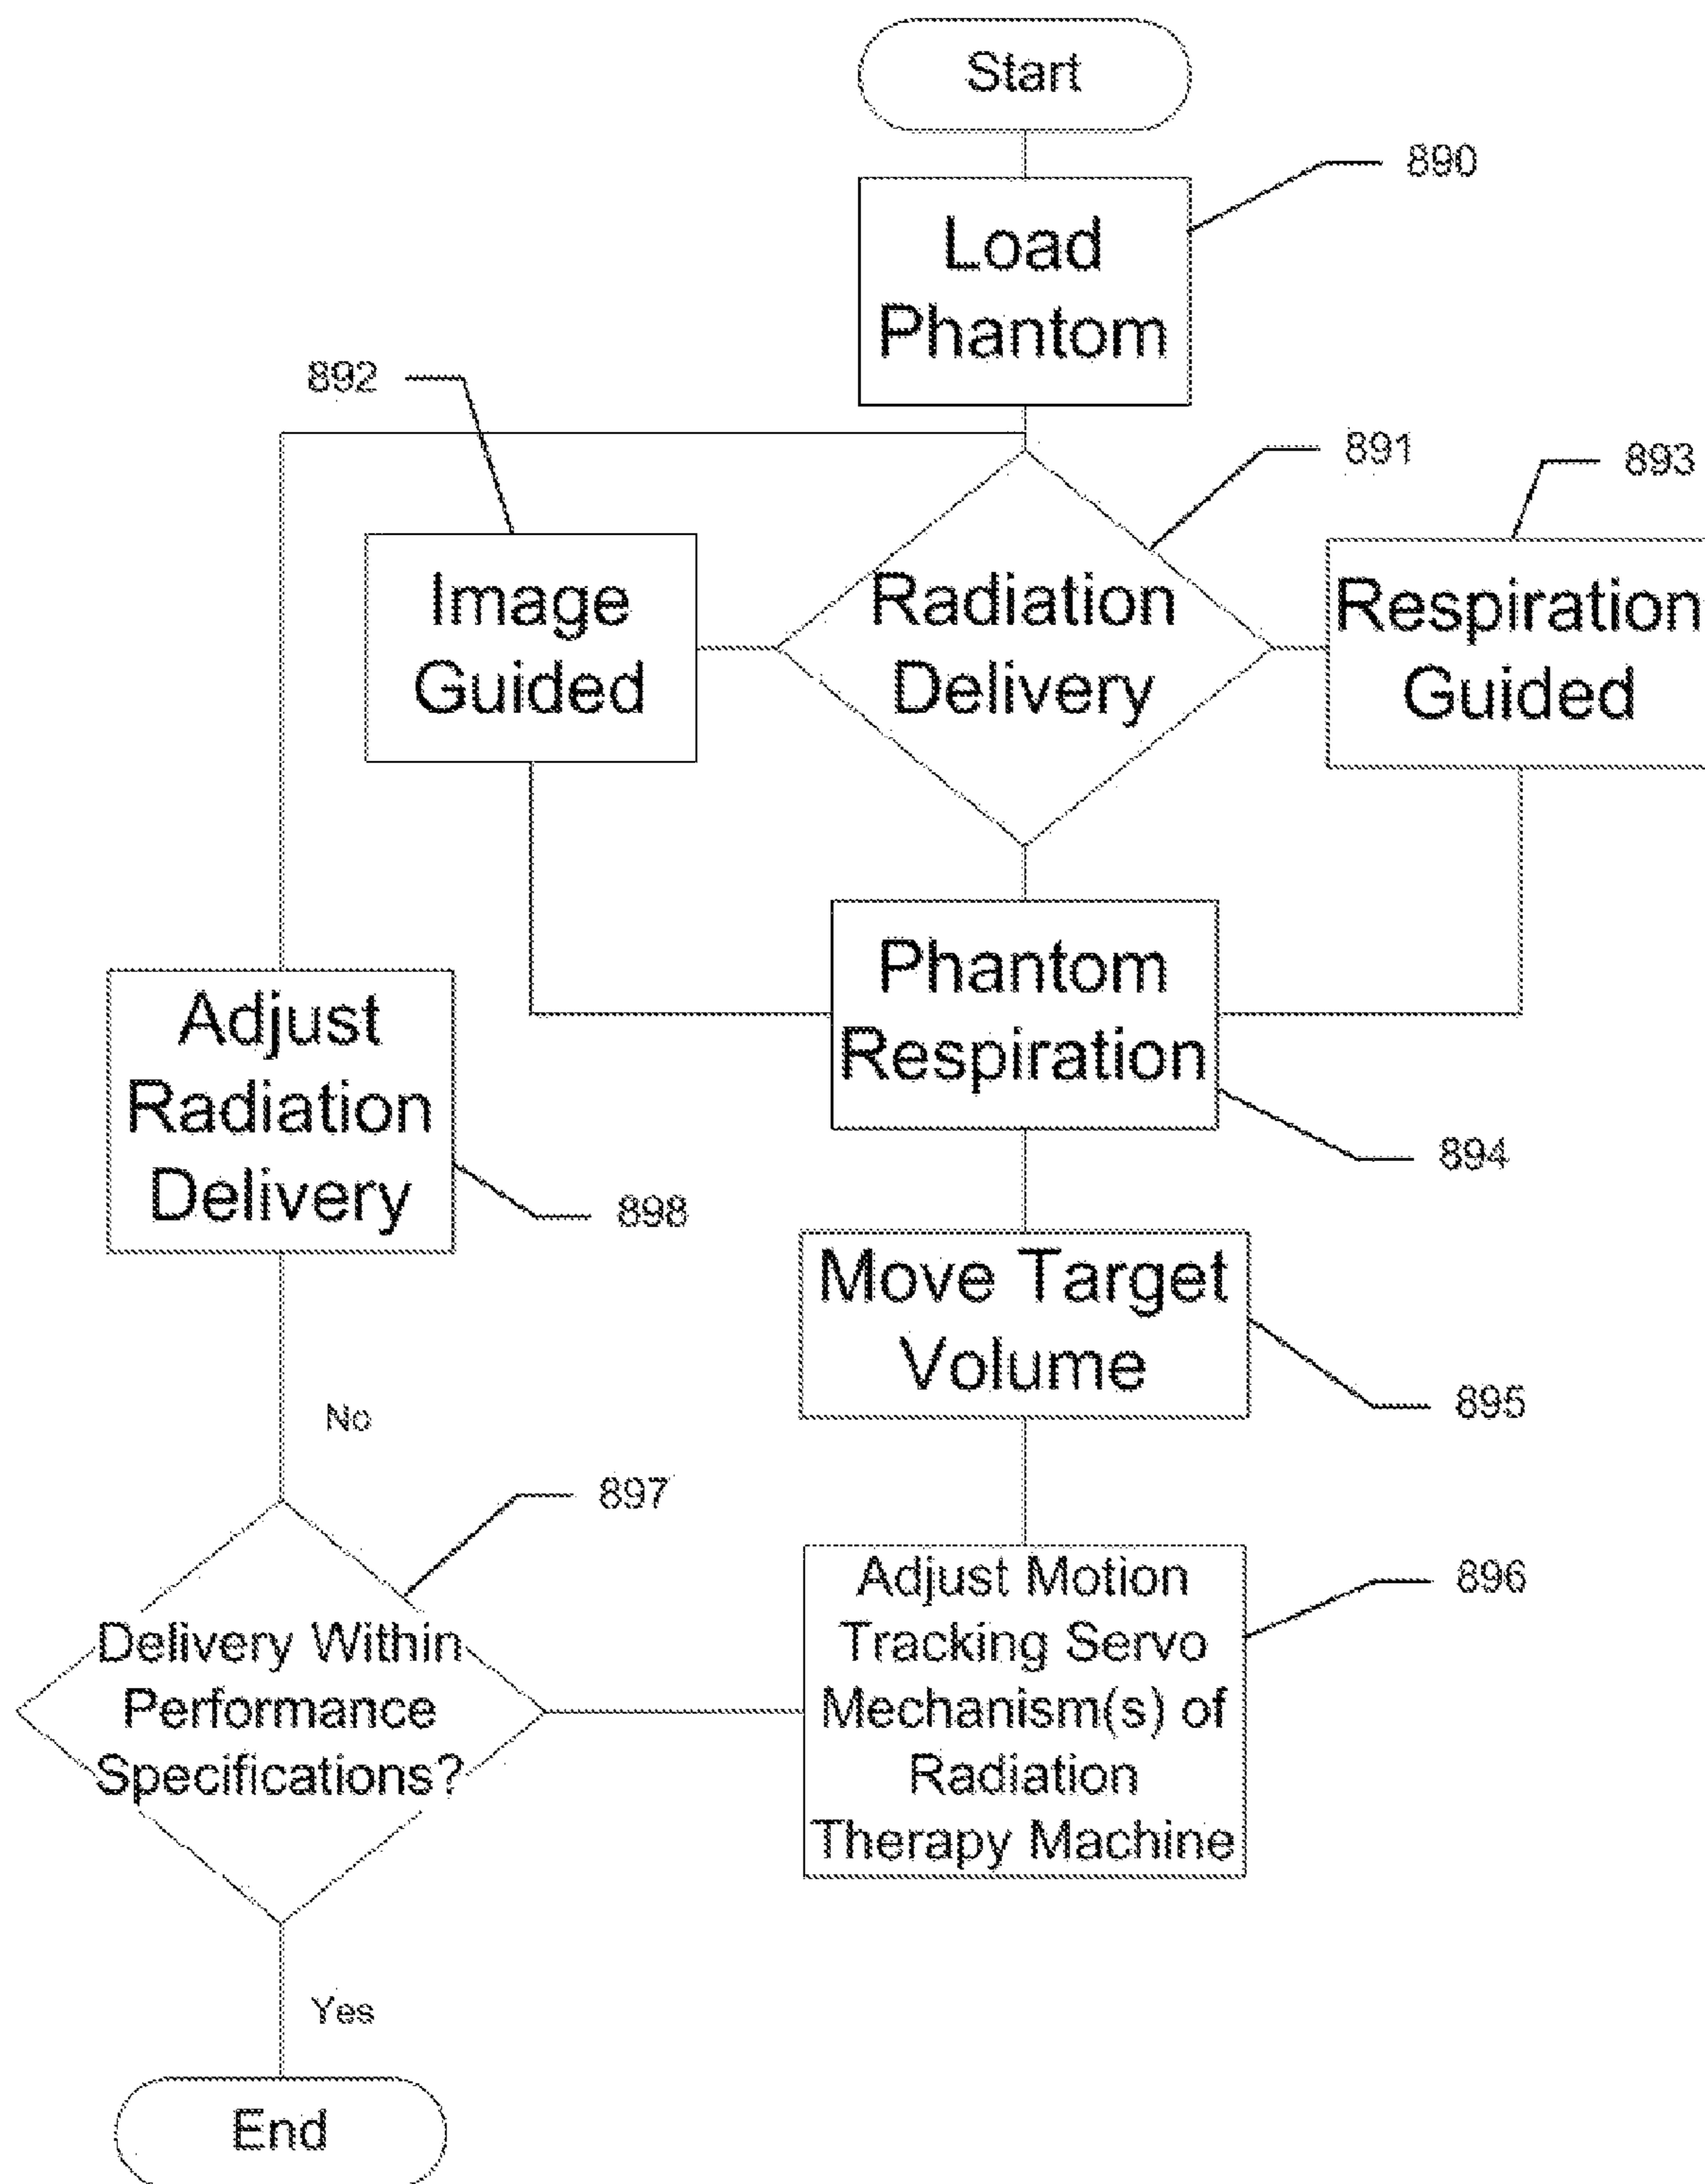 Start
890
Load
Phantom
892
891
893
Image
Guided
Radiation
Delivery
Respiration
Guided
Phantom
Respiration
894
Adjust
Radiation
Delivery
898
Move Target
Volume
895
No
897
Delivery Within
Performance
Specifications?
Adjust Motion
Tracking Servo
Mechanism(s) of
Radiation
Therapy Machine
896
Yes
End